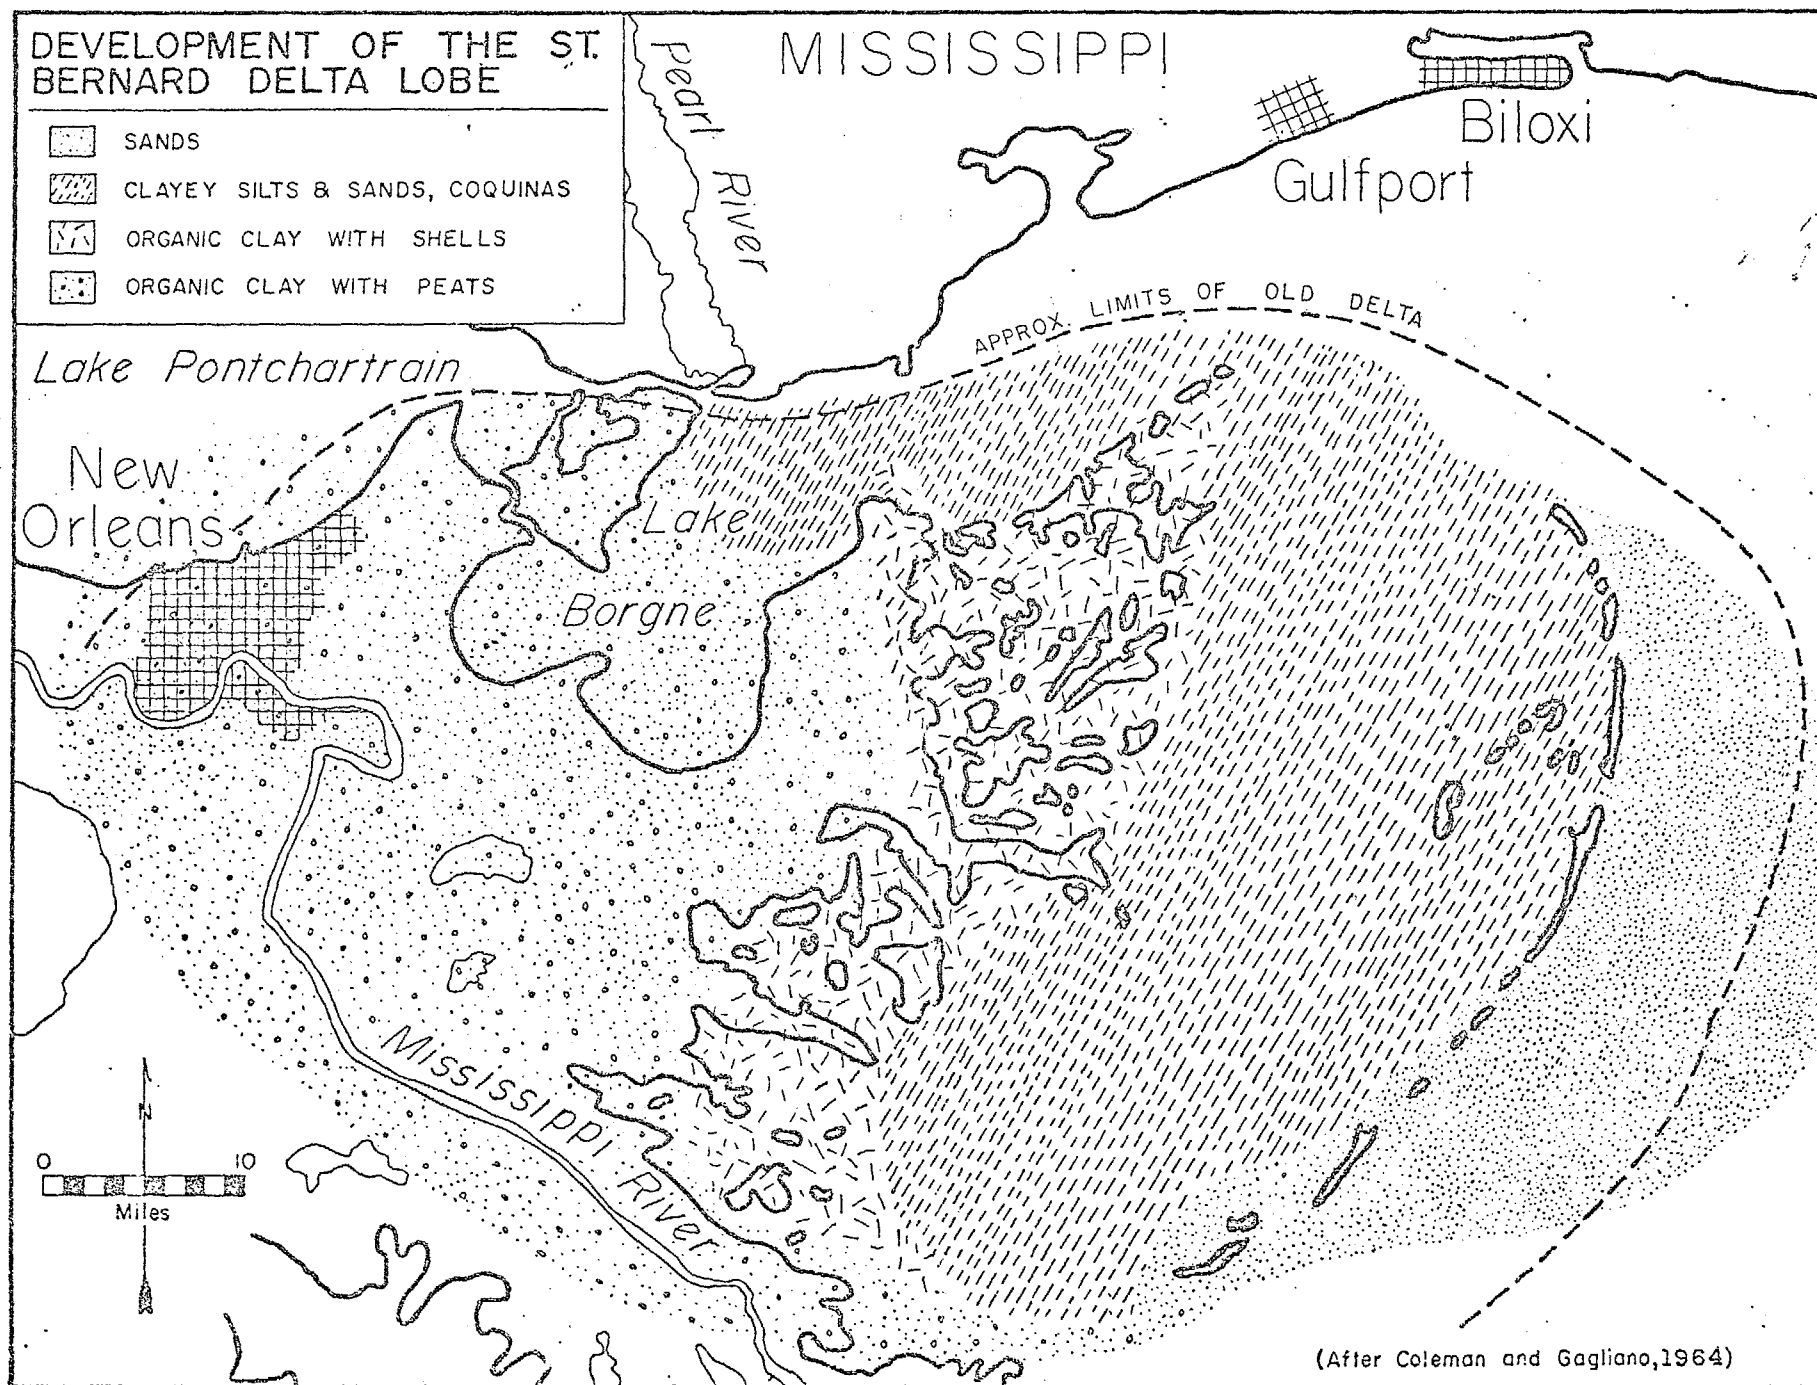 DEVELOPMENT OF THE ST.
BERNARD DELTA LOBE
SANDS
CLAYEY SILTS & SANDS, COQUINAS
ORGANIC CLAY WITH SHELLS
ORGANIC CLAY WITH PEATS
MISSISSIPPI
Pearl River
Biloxi
Gulfport
APPROX. LIMITS OF OLD DELTA
Lake Pontchartrain
New
Orleans
Lake
Borgne
Mississippi River
N
0 10
Miles
(After Coleman and Gagliano,1964)